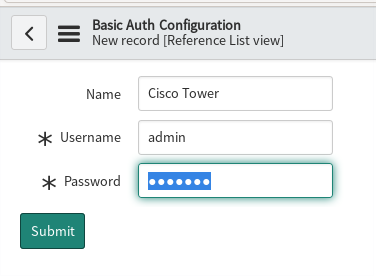 Basic Auth Configuration
New record [Reference List view]
Name Cisco Tower
* Username admin
* Password •••••••
Submit